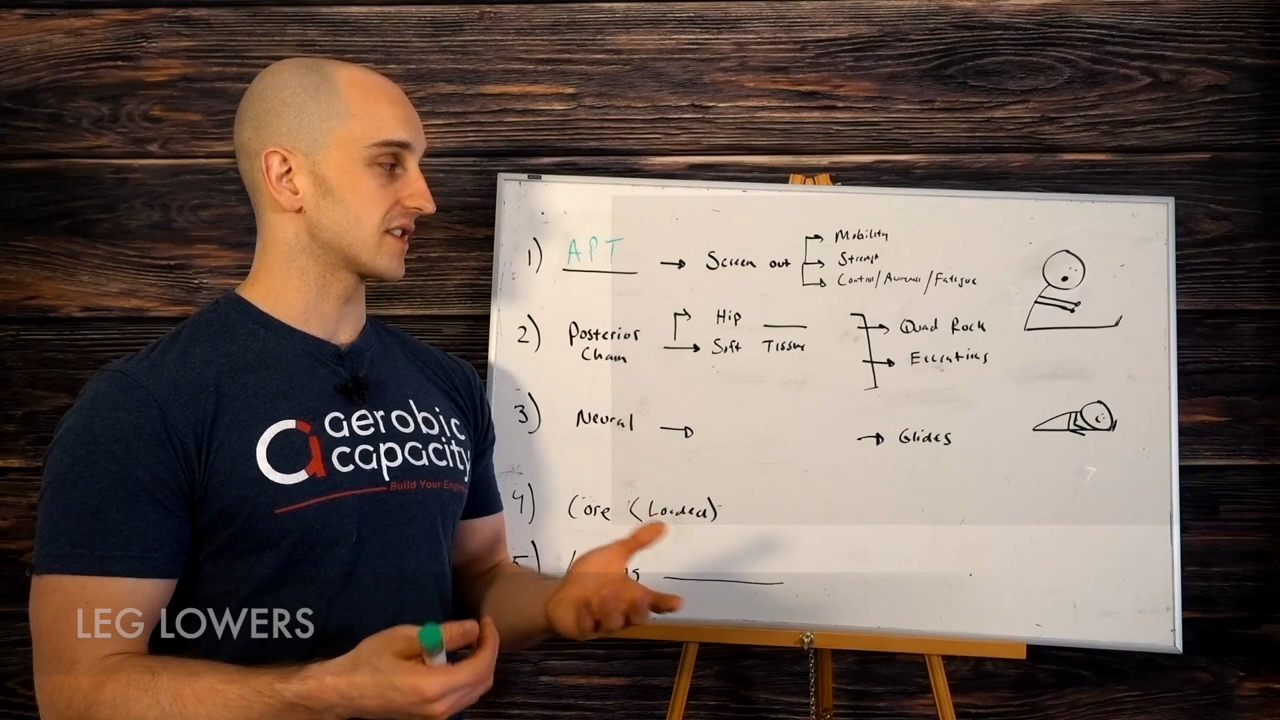 aerobic
capacity
Build Your
LEG LOWERS
1) APT → Screen out
Mobility
Strength
Control/Awareness/Fatigue
2) Posterior Chain
Hip
Soft Tissue
Quad Rock
Eccentrics
3) Neural → → Glides
4) Core (Loaded)
5)